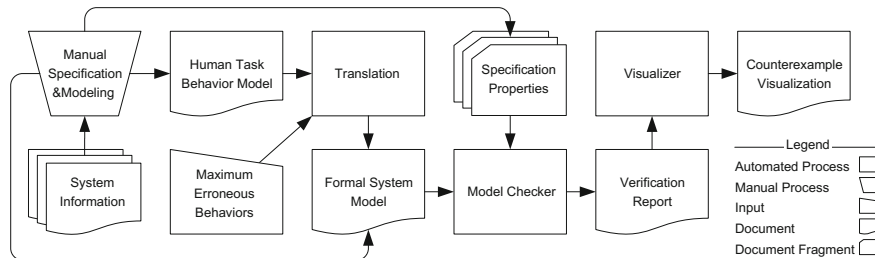 Manual
Specification
&Modeling
Human Task
Behavior Model
Translation
Specification
Properties
Visualizer
Counterexample
Visualization
System
Information
Maximum
Erroneous
Behaviors
Formal System
Model
Model Checker
Verification
Report
Legend
Automated Process
Manual Process
Input
Document
Document Fragment